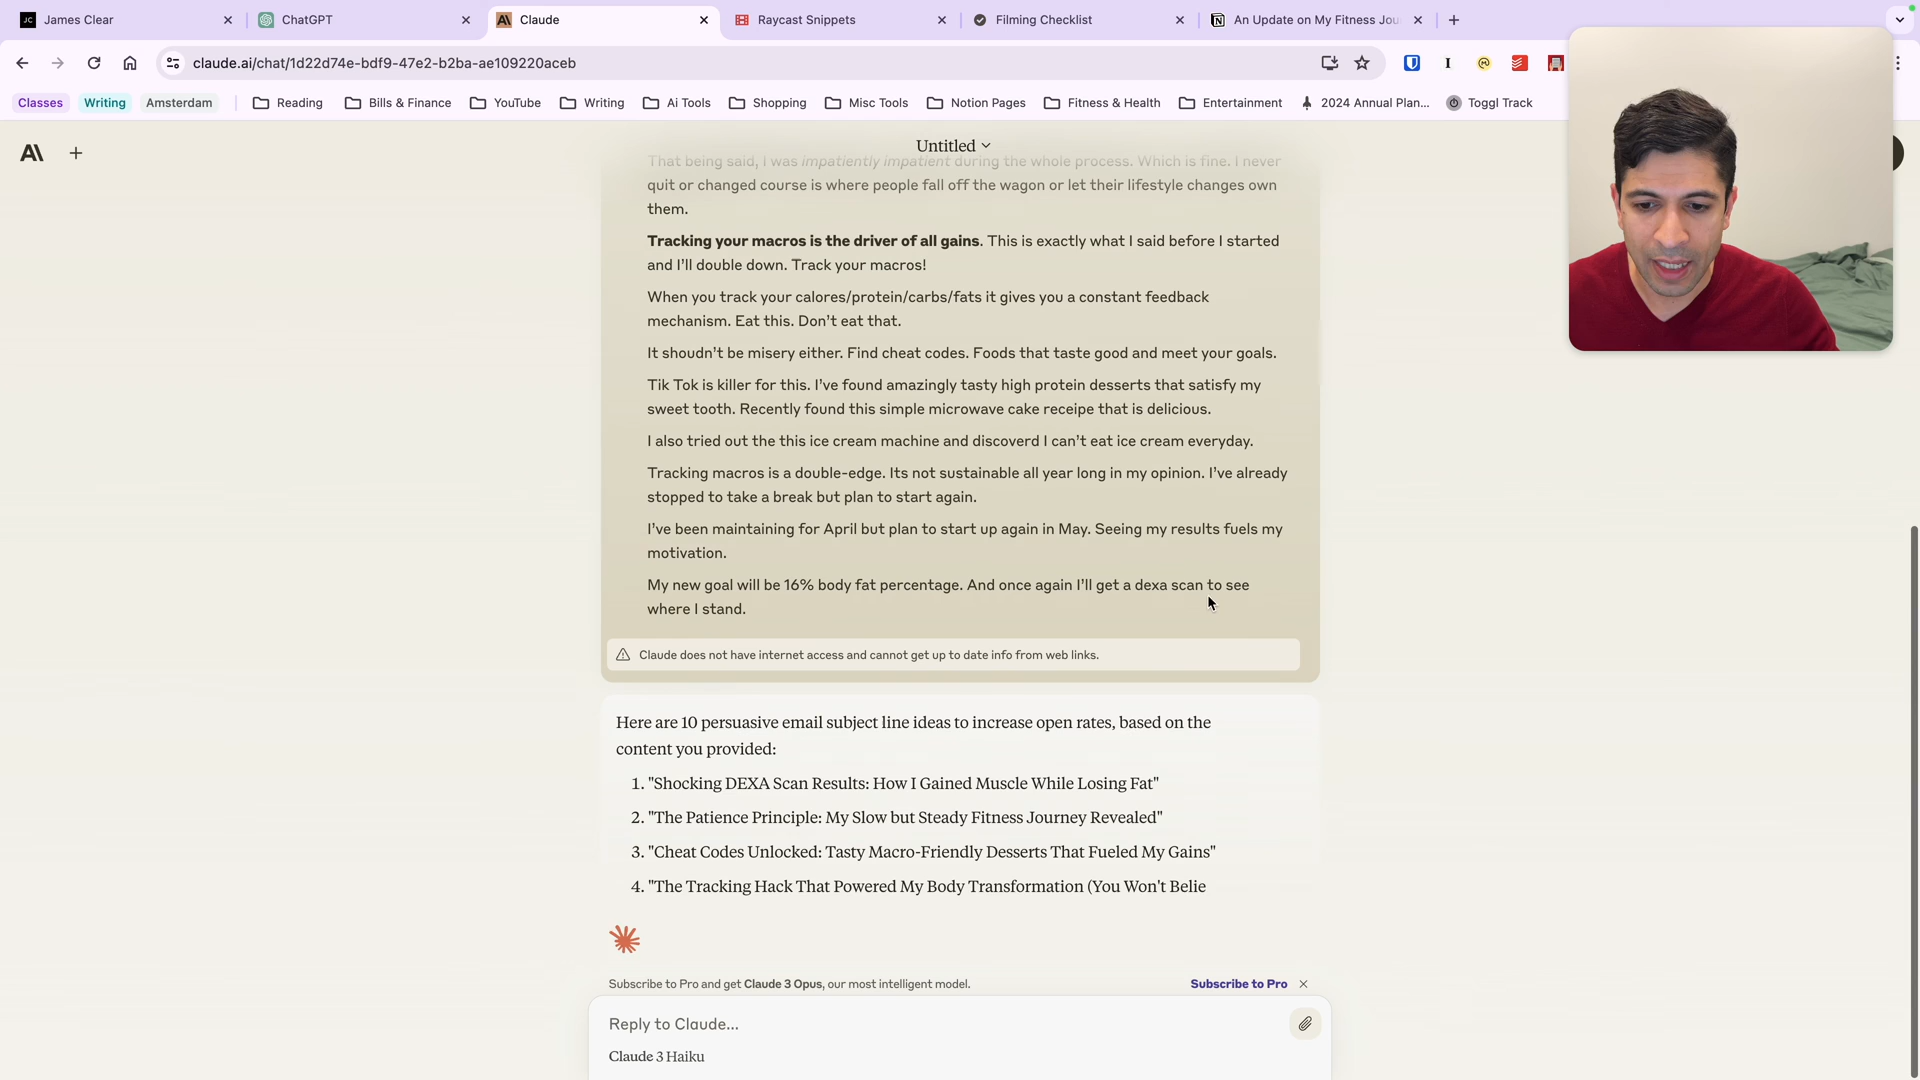 James Clear
ChatGPT
Claude
Raycast Snippets
Filming Checklist
An Update on My Fitness Jou
claude.ai/chat/1d22d74e-bdf9-47e2-b2ba-ae109220aceb
Classes
Writing
Amsterdam
Reading
Bills & Finance
YouTube
Writing
Ai Tools
Shopping
Misc Tools
Notion Pages
Fitness & Health
Entertainment
2024 Annual Plan...
Toggl Track
Untitled
That being said, I was impatiently impatient during the whole process. Which is fine. I never
quit or changed course is where people fall off the wagon or let their lifestyle changes own
them.
Tracking your macros is the driver of all gains. This is exactly what I said before I started
and I'll double down. Track your macros!
When you track your calores/protein/carbs/fats it gives you a constant feedback
mechanism. Eat this. Don't eat that.
It shoudn't be misery either. Find cheat codes. Foods that taste good and meet your goals.
Tik Tok is killer for this. I've found amazingly tasty high protein desserts that satisfy my
sweet tooth. Recently found this simple microwave cake receipe that is delicious.
I also tried out the this ice cream machine and discoverd I can't eat ice cream everyday.
Tracking macros is a double-edge. Its not sustainable all year long in my opinion. I've already
stopped to take a break but plan to start again.
I've been maintaining for April but plan to start up again in May. Seeing my results fuels my
motivation.
My new goal will be 16% body fat percentage. And once again I'll get a dexa scan to see
where I stand.
Claude does not have internet access and cannot get up to date info from web links.
Here are 10 persuasive email subject line ideas to increase open rates, based on the
content you provided:
1. "Shocking DEXA Scan Results: How I Gained Muscle While Losing Fat"
2. "The Patience Principle: My Slow but Steady Fitness Journey Revealed"
3. "Cheat Codes Unlocked: Tasty Macro-Friendly Desserts That Fueled My Gains"
4. "The Tracking Hack That Powered My Body Transformation (You Won't Belie
Subscribe to Pro and get Claude 3 Opus, our most intelligent model.
Subscribe to Pro
Reply to Claude...
Claude 3 Haiku